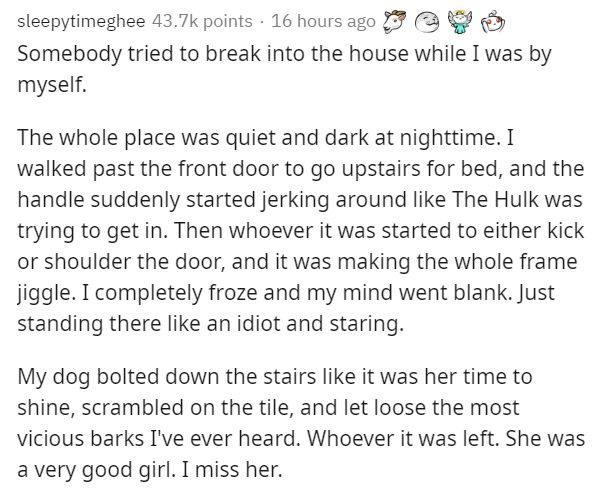 sleepytimeghee 43.7k points · 16 hours ago
Somebody tried to break into the house while I was by
myself.
The whole place was quiet and dark at nighttime. I
walked past the front door to go upstairs for bed, and the
handle suddenly started jerking around like The Hulk was
trying to get in. Then whoever it was started to either kick
or shoulder the door, and it was making the whole frame
jiggle. I completely froze and my mind went blank. Just
standing there like an idiot and staring.
My dog bolted down the stairs like it was her time to
shine, scrambled on the tile, and let loose the most
vicious barks I've ever heard. Whoever it was left. She was
a very good girl. I miss her.